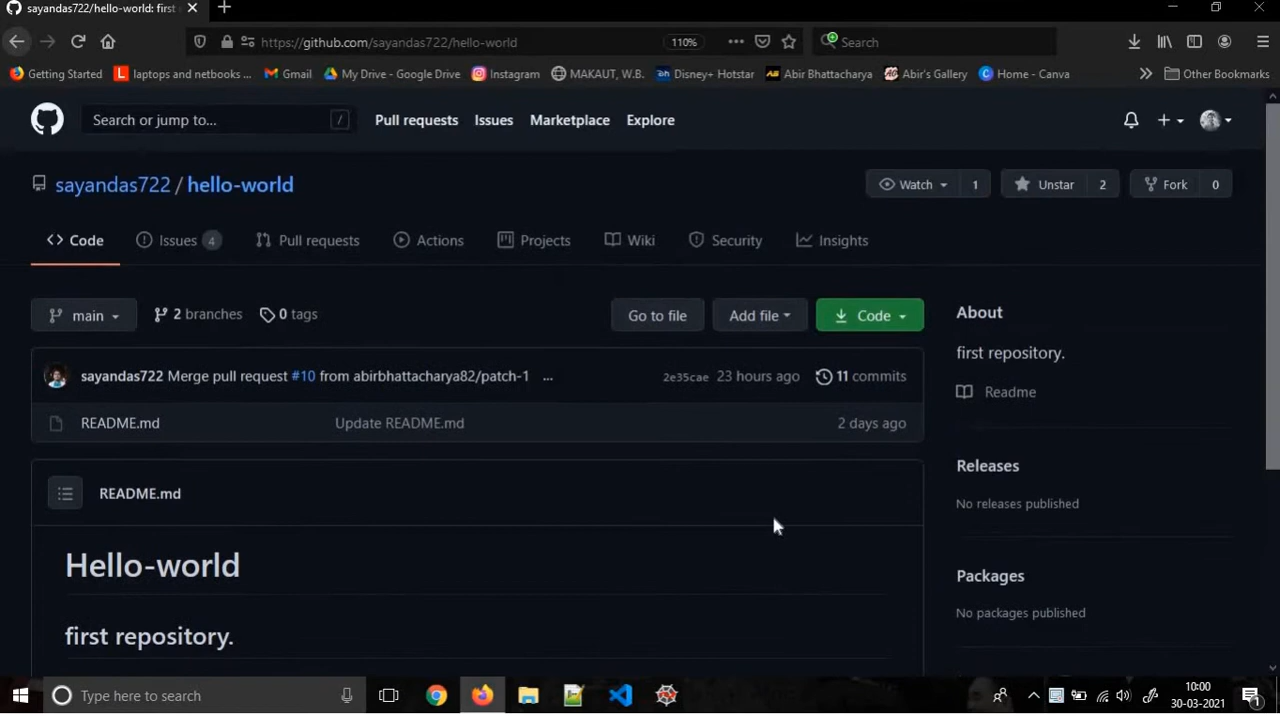 sayandas722/hello-world: first
https://github.com/sayandas722/hello-world 110% Search
Getting Started laptops and netbooks ... Gmail My Drive - Google Drive Instagram MAKAUT, W.B. Disney+ Hotstar Abir Bhattacharya Abir's Gallery Home - Canva Other Bookmarks
Search or jump to... / Pull requests Issues Marketplace Explore
sayandas722 / hello-world Watch 1 Unstar 2 Fork 0
Code Issues 4 Pull requests Actions Projects Wiki Security Insights
main 2 branches 0 tags Go to file Add file Code About
first repository.
sayandas722 Merge pull request #10 from abirbhattacharya82/patch-1 ... 2e35cae 23 hours ago 11 commits
Readme
README.md Update README.md 2 days ago
Releases
README.md
No releases published
Hello-world
Packages
No packages published
first repository.
Type here to search
10:00
30-03-2021
1